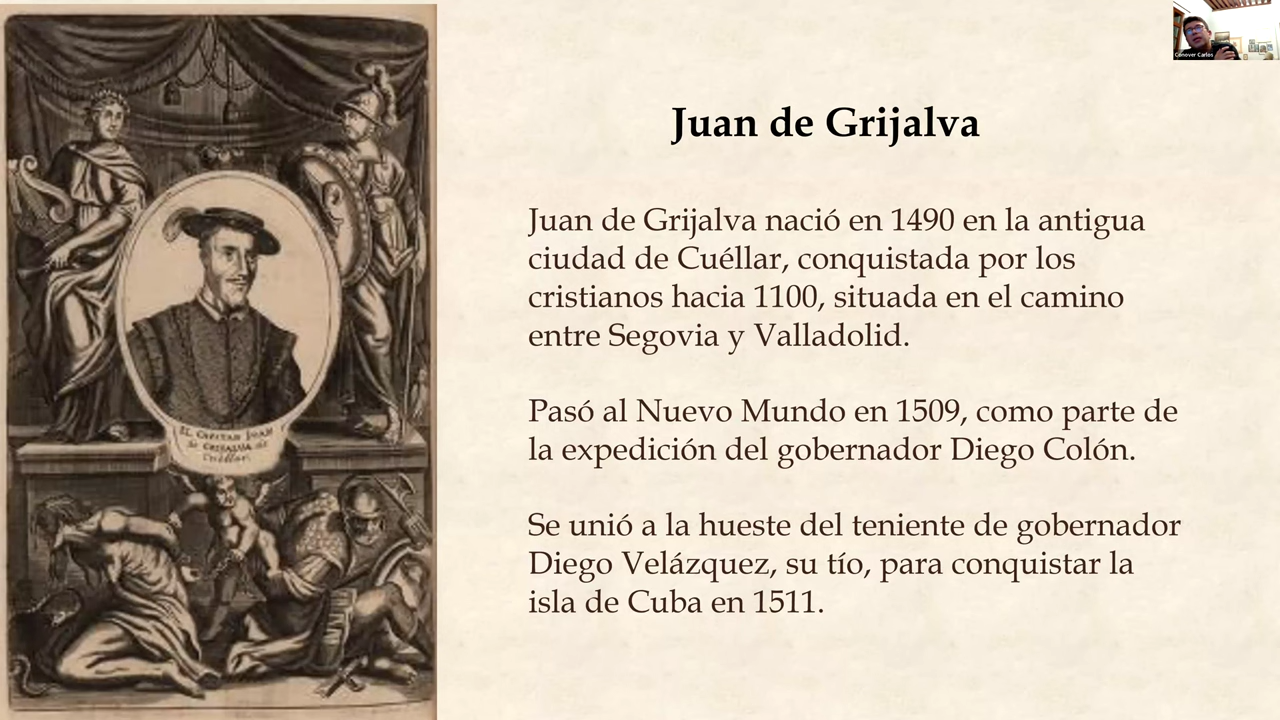 Conover Carlos
Juan de Grijalva
Juan de Grijalva nació en 1490 en la antigua
ciudad de Cuéllar, conquistada por los
cristianos hacia 1100, situada en el camino
entre Segovia y Valladolid.
Pasó al Nuevo Mundo en 1509, como parte de
la expedición del gobernador Diego Colón.
Se unió a la hueste del teniente de gobernador
Diego Velázquez, su tío, para conquistar la
isla de Cuba en 1511.
EL CAPITAN IUAN
de GRIJALVA de
Cuéllar.